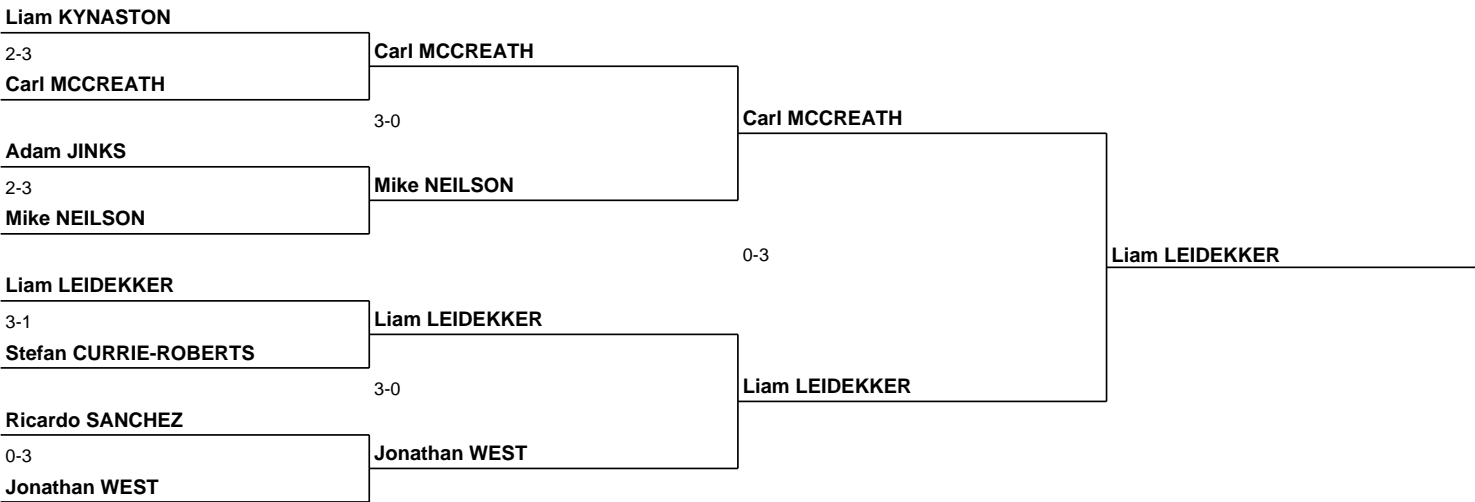 Liam KYNASTON
2-3
Carl MCCREATH
Carl MCCREATH
3-0
Carl MCCREATH
Adam JINKS
2-3
Mike NEILSON
Mike NEILSON
0-3
Liam LEIDEKKER
Liam LEIDEKKER
3-1
Liam LEIDEKKER
Stefan CURRIE-ROBERTS
3-0
Liam LEIDEKKER
Ricardo SANCHEZ
0-3
Jonathan WEST
Jonathan WEST